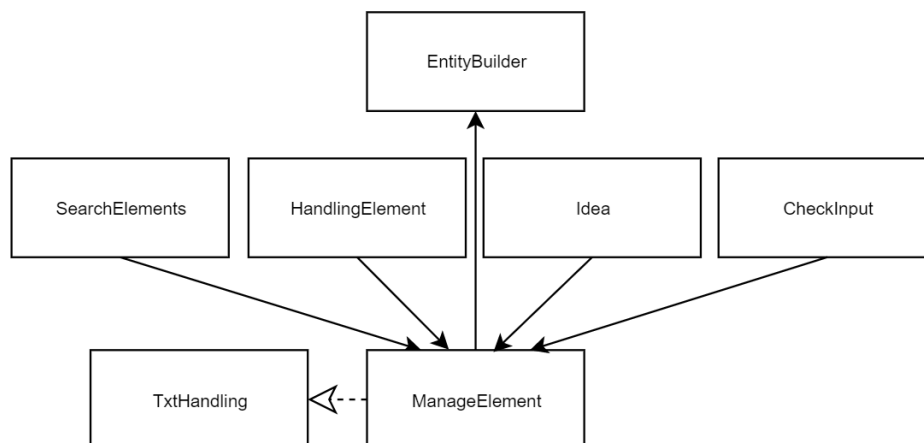 EntityBuilder
SearchElements
HandlingElement
Idea
CheckInput
TxtHandling
ManageElement